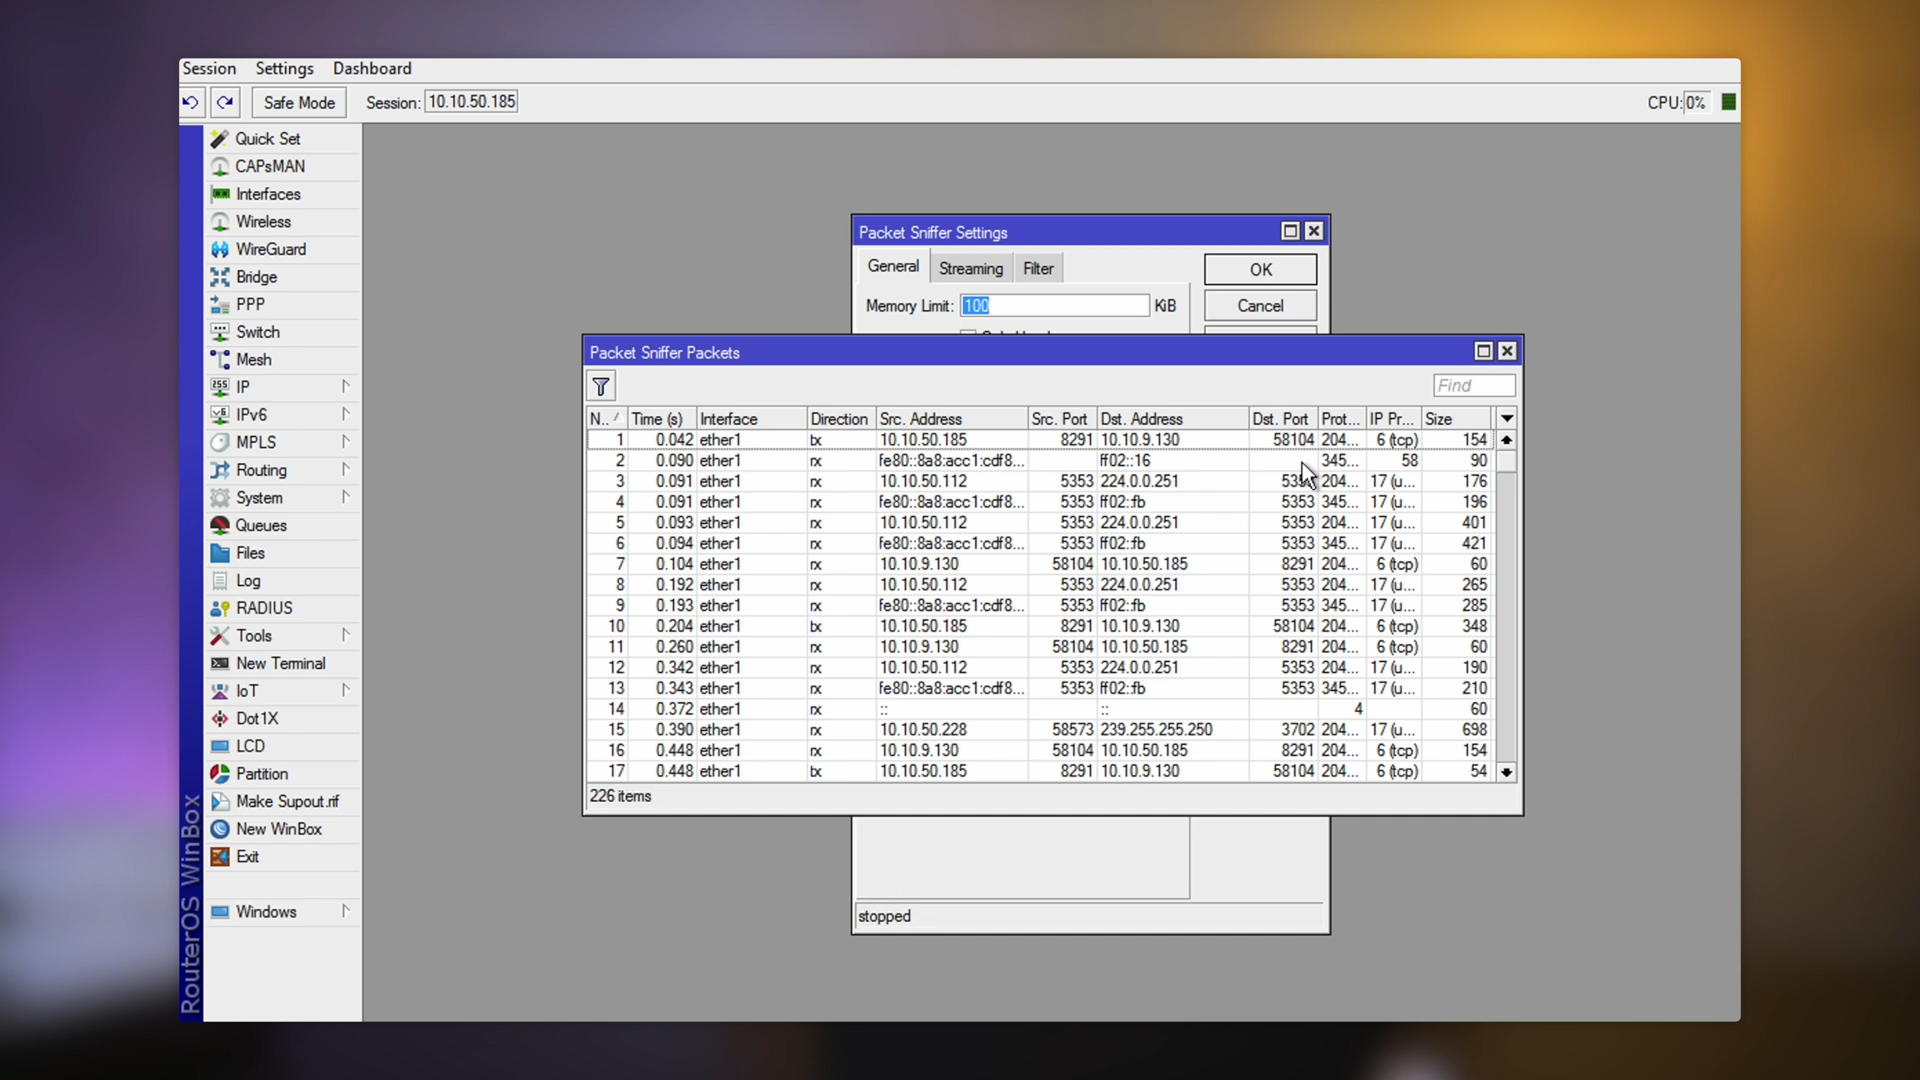 Session Settings Dashboard
Safe Mode Session: 10.10.50.185 CPU:0%
Quick Set
CAPsMAN
Interfaces
Wireless
WireGuard
Bridge
PPP
Switch
Mesh
IP
IPv6
MPLS
Routing
System
Queues
Files
Log
RADIUS
Tools
New Terminal
IoT
Dot1X
LCD
Partition
Make Supout.rif
New WinBox
Exit
Windows
RouterOS WinBox
Packet Sniffer Settings
General Streaming Filter OK
Memory Limit: 100 KiB Cancel
Packet Sniffer Packets
Find
N.. Time (s) Interface Direction Src. Address Src. Port Dst. Address Dst. Port Prot... IP Pr... Size
1 0.042 ether1 tx 10.10.50.185 8291 10.10.9.130 58104 204... 6 (tcp) 154
2 0.090 ether1 rx fe80::8a8:acc1:cdf8... ff02::16 345... 58 90
3 0.091 ether1 rx 10.10.50.112 5353 224.0.0.251 204... 17 (u... 176
4 0.091 ether1 rx fe80::8a8:acc1:cdf8... 5353 ff02::fb 5353 345... 17 (u... 196
5 0.093 ether1 rx 10.10.50.112 5353 224.0.0.251 5353 204... 17 (u... 401
6 0.094 ether1 rx fe80::8a8:acc1:cdf8... 5353 ff02::fb 5353 345... 17 (u... 421
7 0.104 ether1 rx 10.10.9.130 58104 10.10.50.185 8291 204... 6 (tcp) 60
8 0.192 ether1 rx 10.10.50.112 5353 224.0.0.251 5353 204... 17 (u... 265
9 0.193 ether1 rx fe80::8a8:acc1:cdf8... 5353 ff02::fb 5353 345... 17 (u... 285
10 0.204 ether1 tx 10.10.50.185 8291 10.10.9.130 58104 204... 6 (tcp) 348
11 0.260 ether1 rx 10.10.9.130 58104 10.10.50.185 8291 204... 6 (tcp) 60
12 0.342 ether1 rx 10.10.50.112 5353 224.0.0.251 5353 204... 17 (u... 190
13 0.343 ether1 rx fe80::8a8:acc1:cdf8... 5353 ff02::fb 5353 345... 17 (u... 210
14 0.372 ether1 rx :: :: 4 60
15 0.390 ether1 rx 10.10.50.228 58573 239.255.255.250 3702 204... 17 (u... 698
16 0.448 ether1 rx 10.10.9.130 58104 10.10.50.185 8291 204... 6 (tcp) 154
17 0.448 ether1 tx 10.10.50.185 8291 10.10.9.130 58104 204... 6 (tcp) 54
226 items
stopped